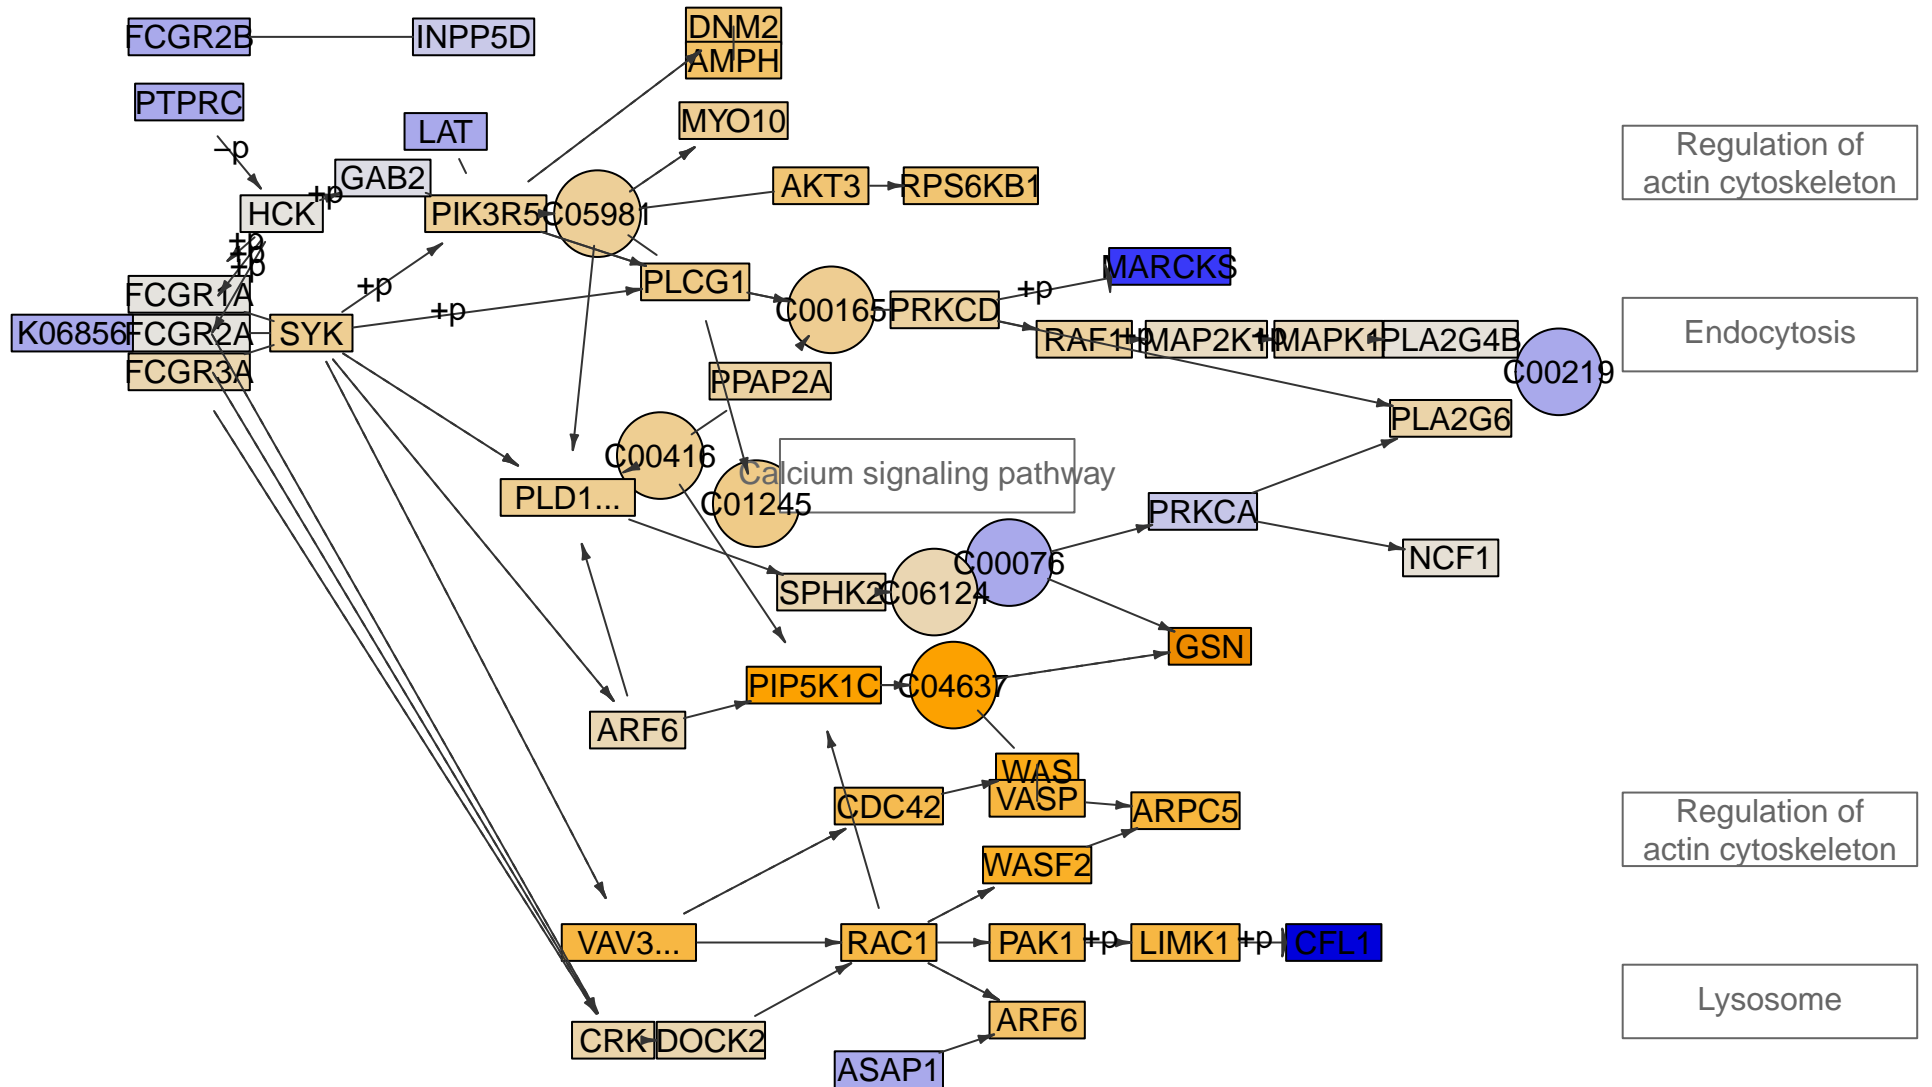 DNM2
FCGR2B
INPP5D
AMPH
PTPRC
MYO10
LAT
Regulation of
actin cytoskeleton
−p
GAB2
+p
AKT3
RPS6KB1
HCK
PIK3R5
C05981
+p
+p
+p
MARCKS
PLCG1
+p
+p
FCGR1A
C00165
PRKCD
+p
K06856
FCGR2A
SYK
RAF1
+p
MAP2K1
+p
MAPK1
PLA2G4B
Endocytosis
FCGR3A
PPAP2A
C00219
PLA2G6
C00416
Calcium signaling pathway
PLD1...
C01245
PRKCA
C00076
NCF1
SPHK2
C06124
GSN
PIP5K1C
C04637
ARF6
WAS
CDC42
VASP
ARPC5
Regulation of
actin cytoskeleton
WASF2
VAV3...
RAC1
PAK1
+p
LIMK1
+p
CFL1
Lysosome
ARF6
CRK
DOCK2
ASAP1